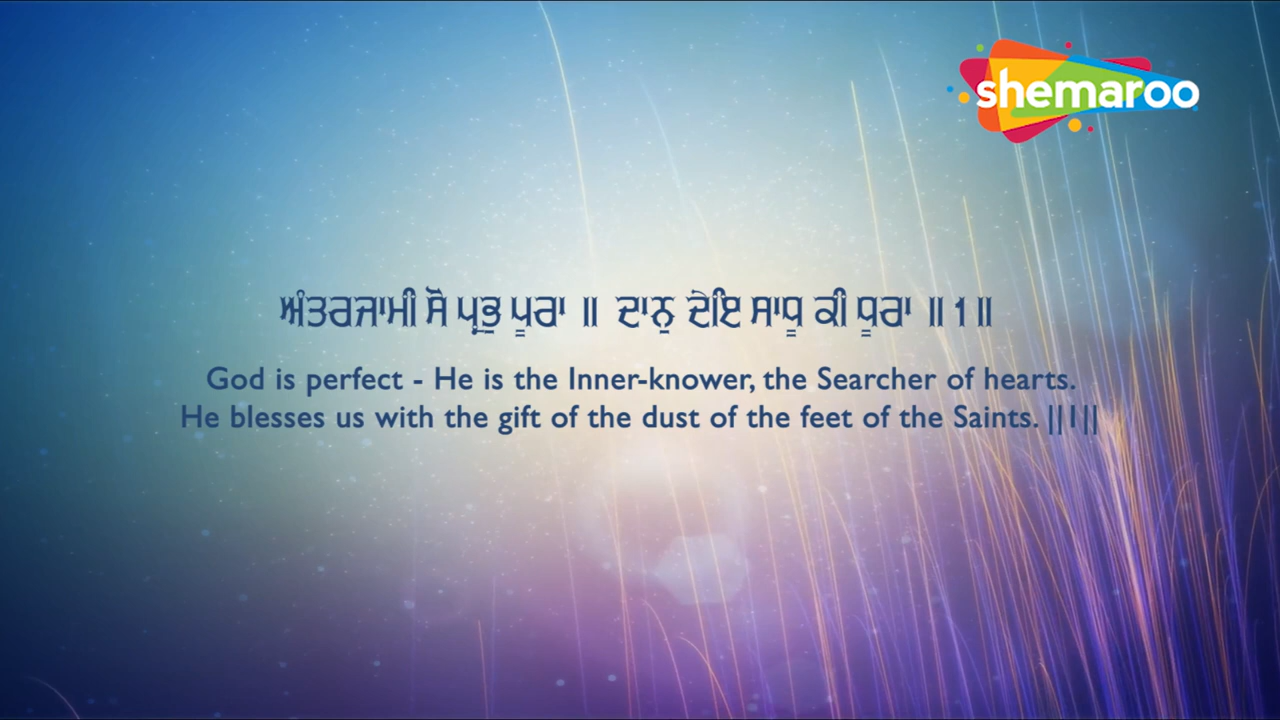 shemaroo
ਅੰਤਰਜਾਮੀ ਸੋ ਪ੍ਰਭੁ ਪੂਰਾ ॥ ਦਾਨੁ ਦੇਇ ਸਾਧੂ ਕੀ ਧੂਰਾ ॥ 1 ॥
God is perfect - He is the Inner-knower, the Searcher of hearts.
He blesses us with the gift of the dust of the feet of the Saints. ||1||